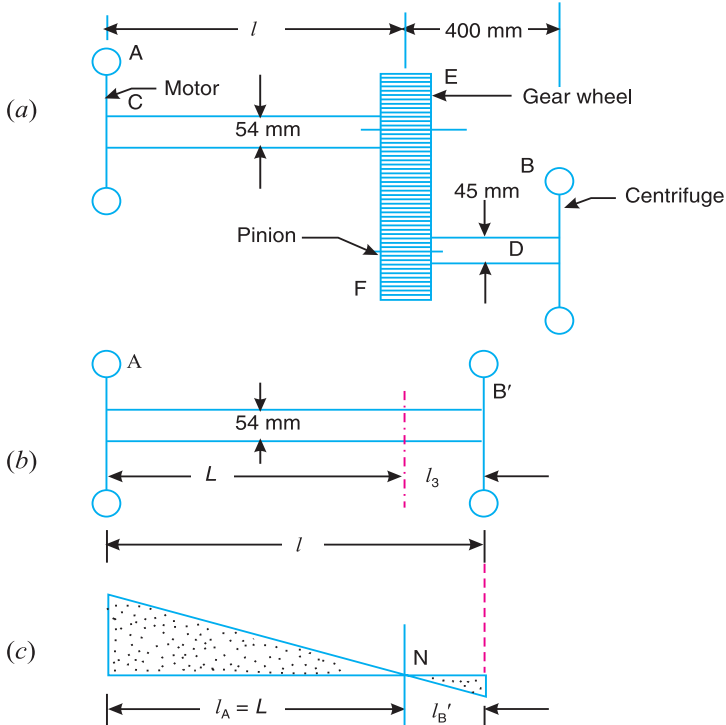 l
400 mm
A
E
Motor
C
Gear wheel
(a)
54 mm
B
45 mm
Centrifuge
Pinion
D
F
A
B′
54 mm
(b)
L
l3
l
(c)
N
lA = L
lB′